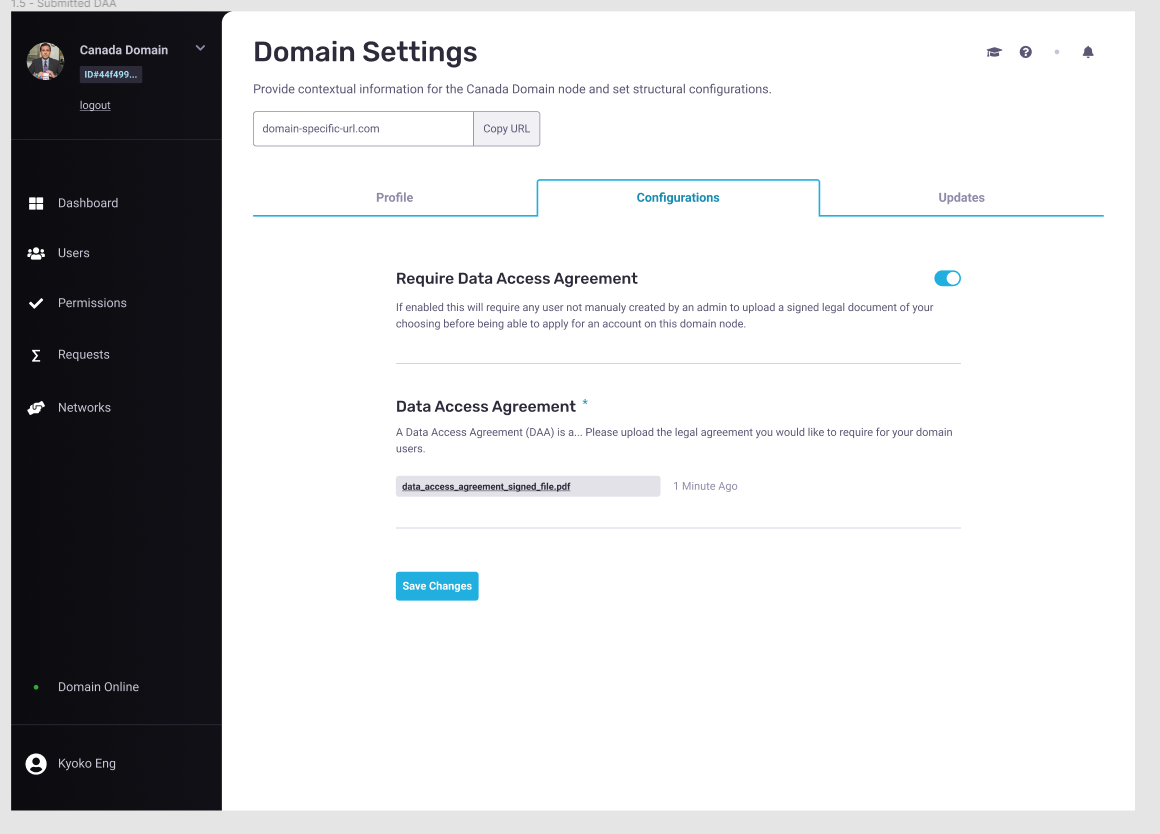 1.5 - Submitted DAA
Canada Domain
ID#44f499...
logout
Dashboard
Users
Permissions
Requests
Networks
Domain Online
Kyoko Eng
Domain Settings
Provide contextual information for the Canada Domain node and set structural configurations.
domain-specific-url.com
Copy URL
Profile
Configurations
Updates
Require Data Access Agreement
If enabled this will require any user not manualy created by an admin to upload a signed legal document of your
choosing before being able to apply for an account on this domain node.
Data Access Agreement *
A Data Access Agreement (DAA) is a... Please upload the legal agreement you would like to require for your domain
users.
data_access_agreement_signed_file.pdf
1 Minute Ago
Save Changes